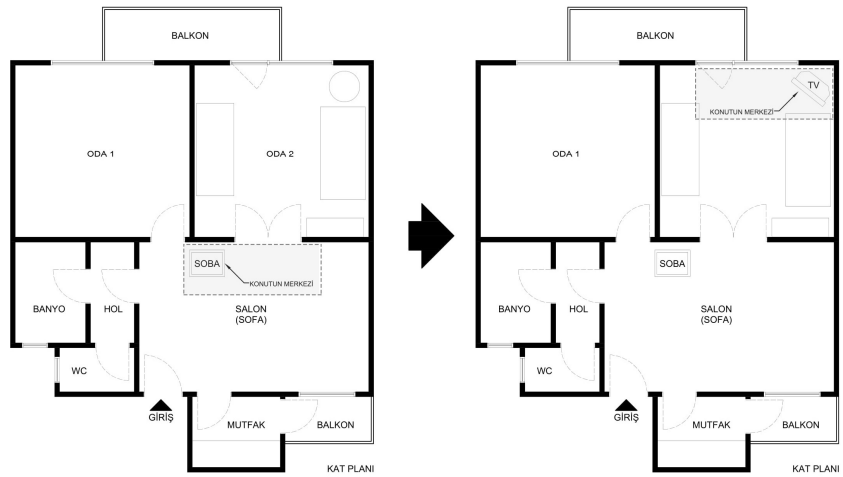 BALKON
ODA 1
ODA 2
SOBA
KONUTUN MERKEZİ
BANYO
HOL
SALON
(SOFA)
WC
GİRİŞ
MUTFAK
BALKON
KAT PLANI
BALKON
TV
KONUTUN MERKEZİ
ODA 1
SOBA
BANYO
HOL
SALON
(SOFA)
WC
GİRİŞ
MUTFAK
BALKON
KAT PLANI